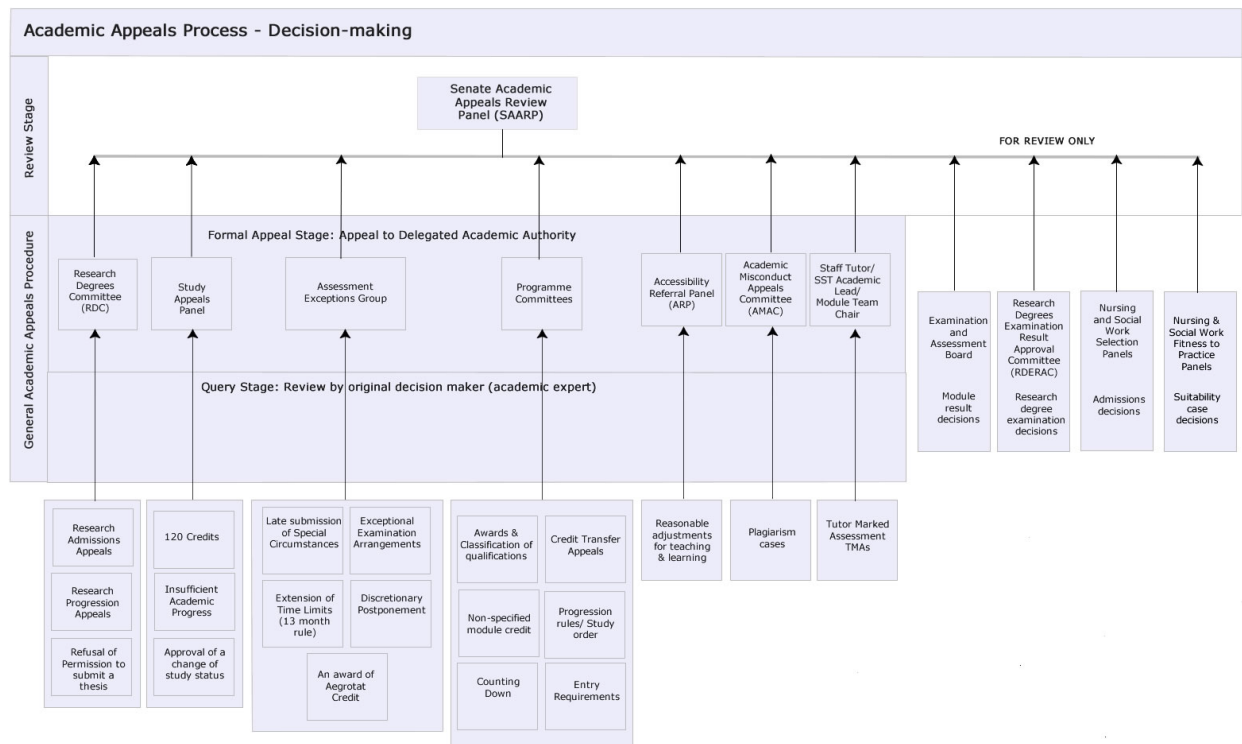 Academic Appeals Process - Decision-making
Review Stage
Senate Academic
Appeals Review
Panel (SAARP)
FOR REVIEW ONLY
General Academic Appeals Procedure
Formal Appeal Stage: Appeal to Delegated Academic Authority
Research
Degrees
Committee
(RDC)
Study
Appeals
Panel
Assessment
Exceptions Group
Programme
Committees
Accessibility
Referral Panel
(ARP)
Academic
Misconduct
Appeals
Committee
(AMAC)
Staff Tutor/
SST Academic
Lead/
Module Team
Chair
Examination
and
Assessment
Board
Module
result
decisions
Research
Degrees
Examination
Result
Approval
Committee
(RDERAC)
Research
degree
examination
decisions
Nursing
and Social
Work
Selection
Panels
Admissions
decisions
Nursing &
Social Work
Fitness to
Practice
Panels
Suitability
case
decisions
Query Stage: Review by original decision maker (academic expert)
Research
Admissions
Appeals
Research
Progression
Appeals
Refusal of
Permission to
submit a
thesis
120 Credits
Insufficient
Academic
Progress
Approval of a
change of
study status
Late submission
of Special
Circumstances
Exceptional
Examination
Arrangements
Extension of
Time Limits
(13 month
rule)
Discretionary
Postponement
An award of
Aegrotat
Credit
Awards &
Classification of
qualifications
Credit Transfer
Appeals
Non-specified
module credit
Progression
rules/ Study
order
Counting
Down
Entry
Requirements
Reasonable
adjustments
for teaching
& learning
Plagiarism
cases
Tutor Marked
Assessment
TMAs